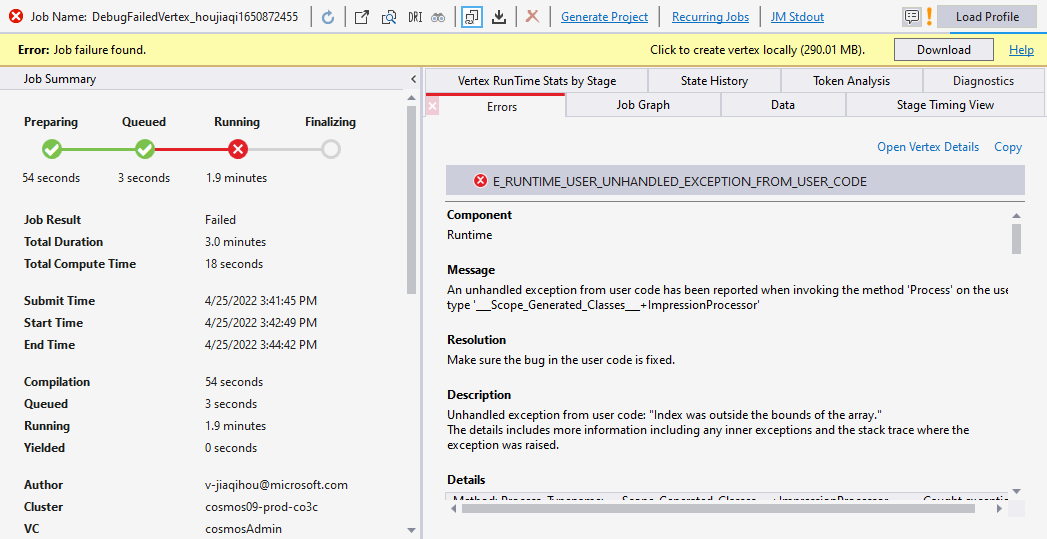 Job Name: DebugFailedVertex_houjiaqi1650872455 DRI Generate Project Recurring Jobs JM Stdout Load Profile
Error: Job failure found. Click to create vertex locally (290.01 MB). Download Help
Job Summary
Vertex RunTime Stats by Stage State History Token Analysis Diagnostics
Errors Job Graph Data Stage Timing View
Preparing Queued Running Finalizing
54 seconds 3 seconds 1.9 minutes
Job Result Failed
Total Duration 3.0 minutes
Total Compute Time 18 seconds
Submit Time 4/25/2022 3:41:45 PM
Start Time 4/25/2022 3:42:49 PM
End Time 4/25/2022 3:44:42 PM
Compilation 54 seconds
Queued 3 seconds
Running 1.9 minutes
Yielded 0 seconds
Author v-jiaqihou@microsoft.com
Cluster cosmos09-prod-co3c
VC cosmosAdmin
Open Vertex Details Copy
E_RUNTIME_USER_UNHANDLED_EXCEPTION_FROM_USER_CODE
Component
Runtime
Message
An unhandled exception from user code has been reported when invoking the method 'Process' on the use
type '___Scope_Generated_Classes___+ImpressionProcessor'
Resolution
Make sure the bug in the user code is fixed.
Description
Unhandled exception from user code: "Index was outside the bounds of the array."
The details includes more information including any inner exceptions and the stack trace where the
exception was raised.
Details